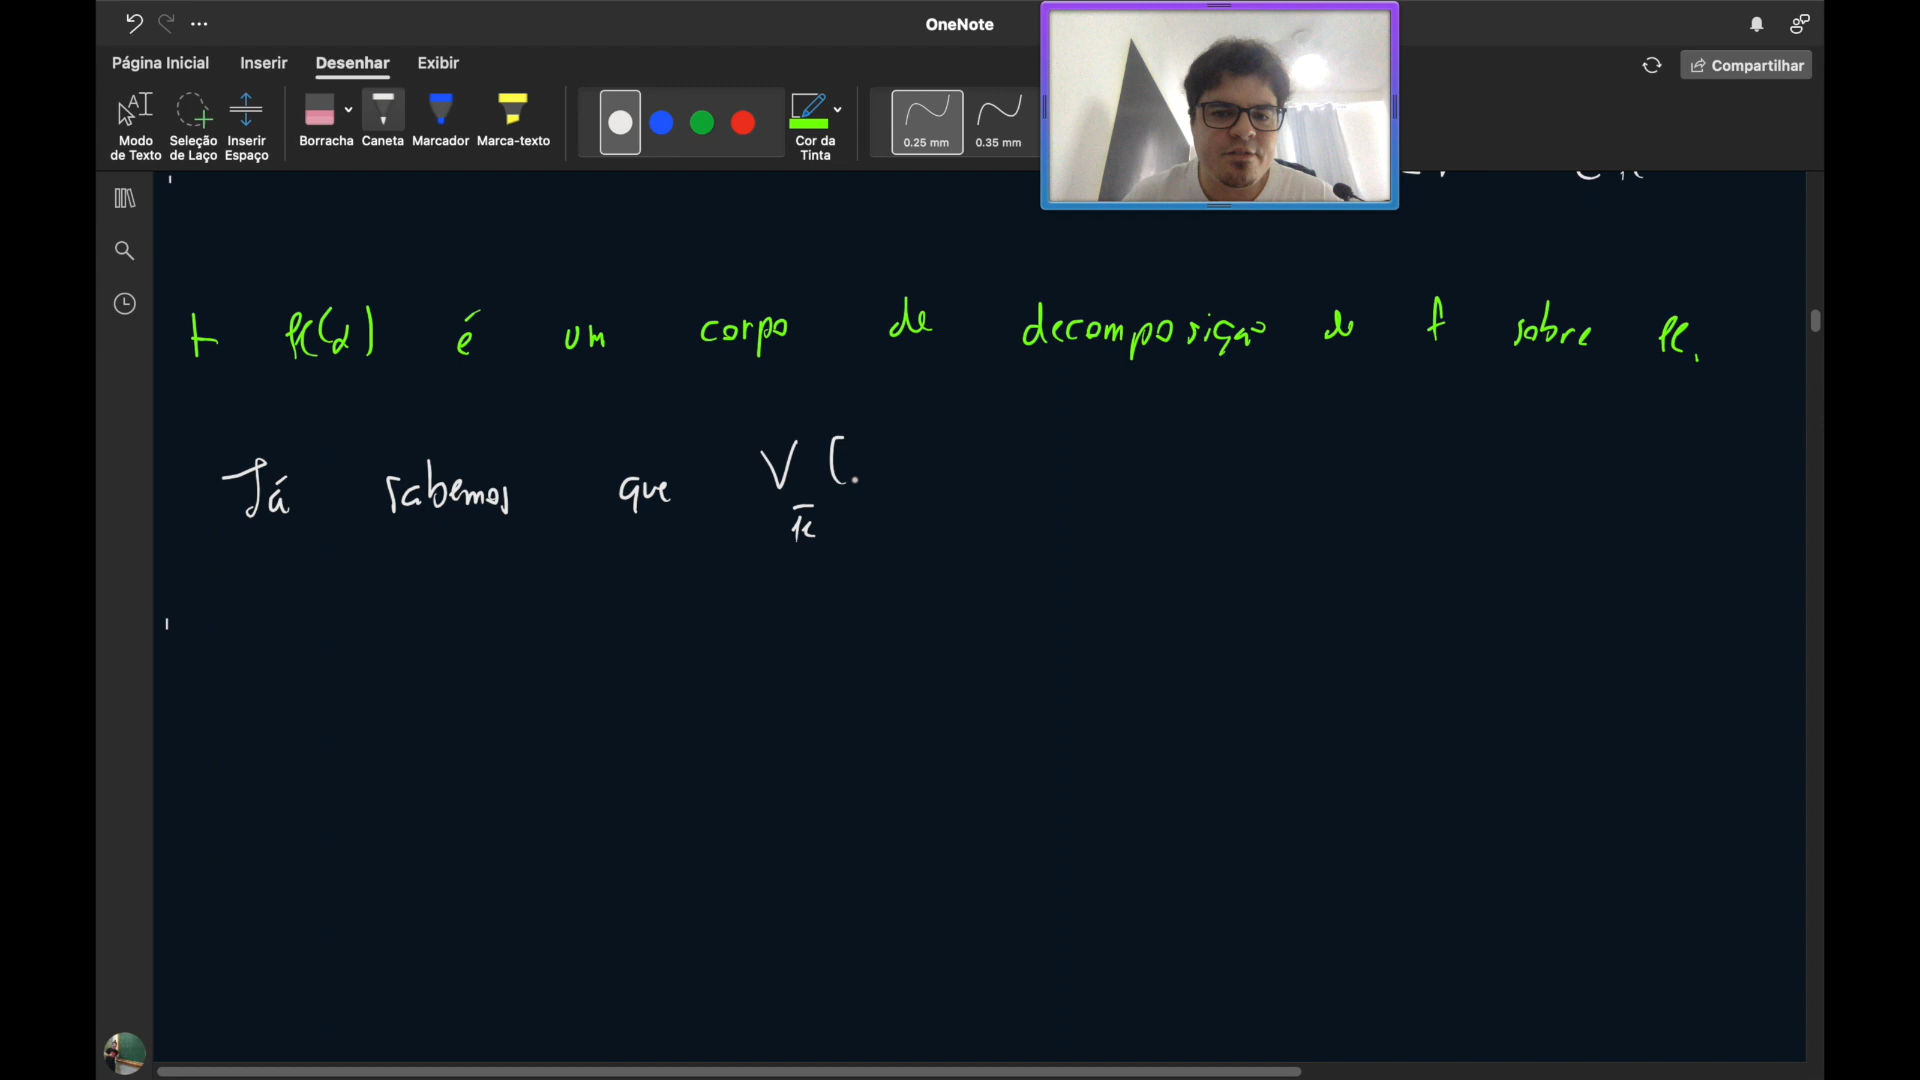 OneNote
Página Inicial Inserir Desenhar Exibir
Compartilhar
Modo de Texto Seleção de Laço Inserir Espaço Borracha Caneta Marcador Marca-texto Cor da Tinta 0.25 mm 0.35 mm
+ k(α) é um corpo de decomposição de f sobre k.
Já sabemos que V_k̄ (